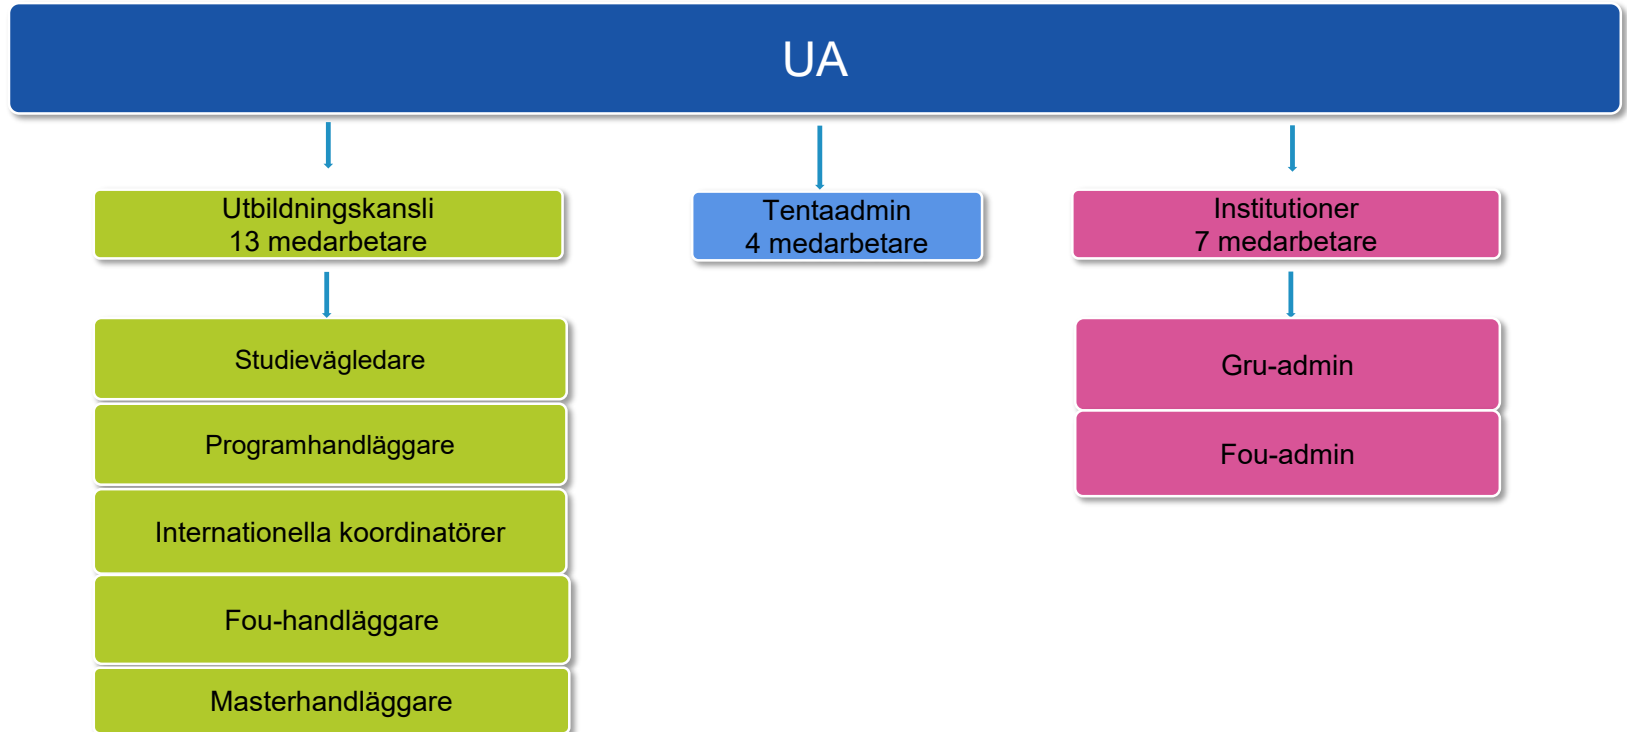 UA
Utbildningskansli
13 medarbetare
Tentaadmin
4 medarbetare
Institutioner
7 medarbetare
Studievägledare
Programhandläggare
Internationella koordinatörer
Fou-handläggare
Masterhandläggare
Gru-admin
Fou-admin